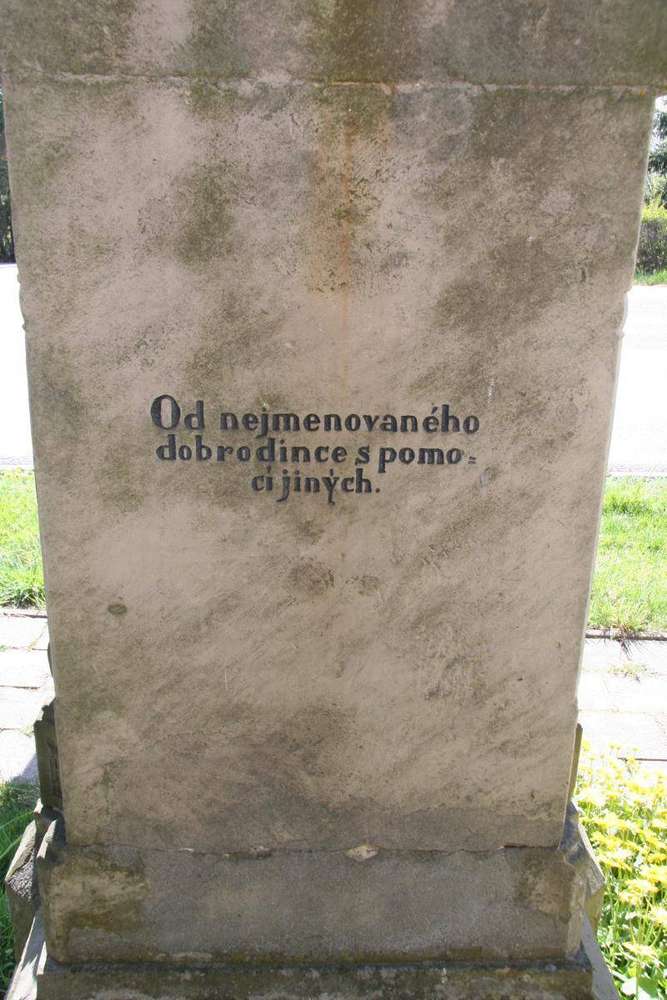 Od nejmenovaného
dobrodince s pomo=
cí jiných.